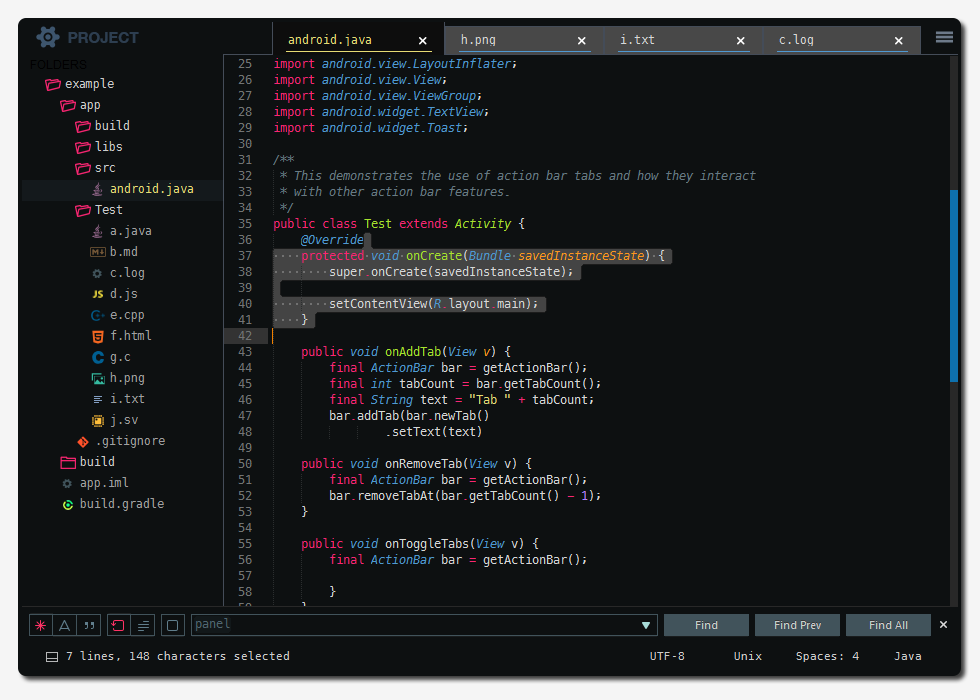 PROJECT
FOLDERS
example
app
build
libs
src
android.java
Test
a.java
b.md
c.log
d.js
e.cpp
f.html
g.c
h.png
i.txt
j.sv
.gitignore
build
app.iml
build.gradle
android.java × h.png × i.txt × c.log ×
25 import android.view.LayoutInflater;
26 import android.view.View;
27 import android.view.ViewGroup;
28 import android.widget.TextView;
29 import android.widget.Toast;
30
31 /**
32 * This demonstrates the use of action bar tabs and how they interact
33 * with other action bar features.
34 */
35 public class Test extends Activity {
36 @Override
37 protected void onCreate(Bundle savedInstanceState) {
38 super.onCreate(savedInstanceState);
39
40 setContentView(R.layout.main);
41 }
42
43 public void onAddTab(View v) {
44 final ActionBar bar = getActionBar();
45 final int tabCount = bar.getTabCount();
46 final String text = "Tab " + tabCount;
47 bar.addTab(bar.newTab()
48 .setText(text)
49
50 public void onRemoveTab(View v) {
51 final ActionBar bar = getActionBar();
52 bar.removeTabAt(bar.getTabCount() - 1);
53 }
54
55 public void onToggleTabs(View v) {
56 final ActionBar bar = getActionBar();
57
58 }
59 }
panel Find Find Prev Find All ×
7 lines, 148 characters selected UTF-8 Unix Spaces: 4 Java